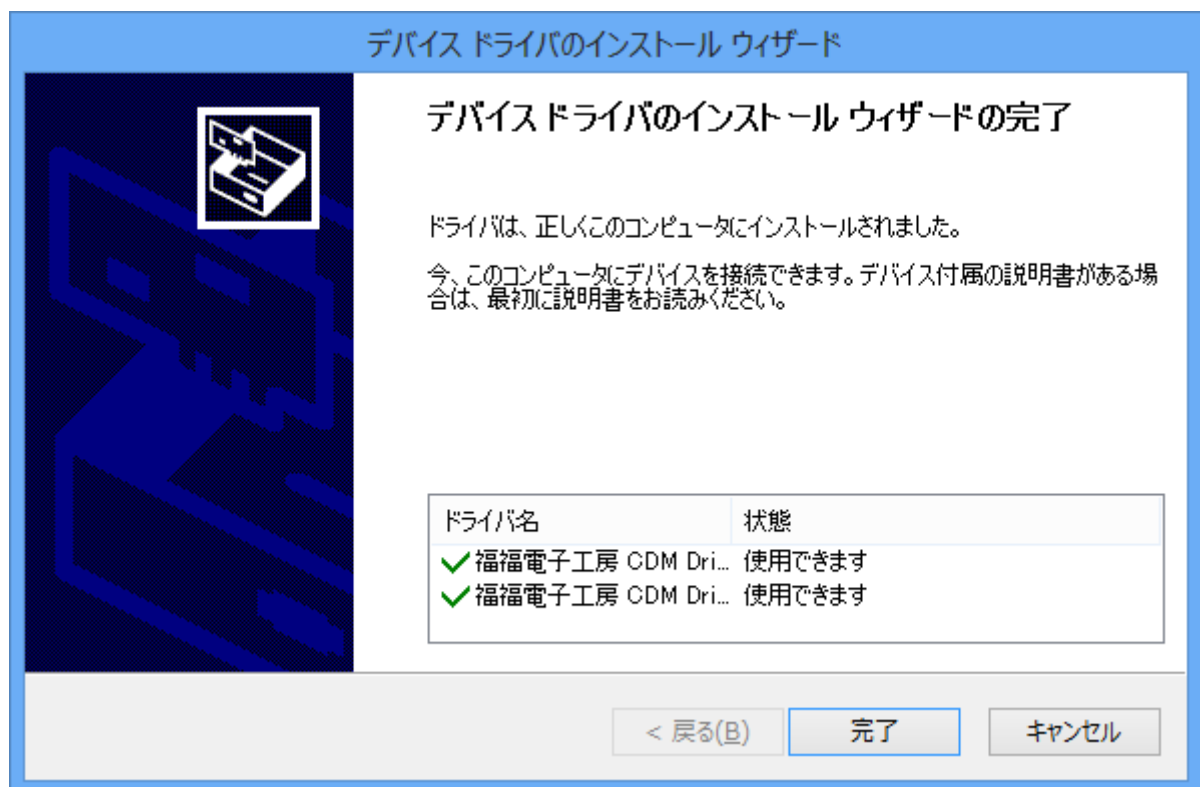 デバイス ドライバのインストール ウィザード
デバイス ドライバのインストール ウィザードの完了
ドライバは、正しくこのコンピュータにインストールされました。
今、このコンピュータにデバイスを接続できます。デバイス付属の説明書がある場
合は、最初に説明書をお読みください。
ドライバ名 状態
福福電子工房 CDM Dri... 使用できます
福福電子工房 CDM Dri... 使用できます
< 戻る(B) 完了 キャンセル